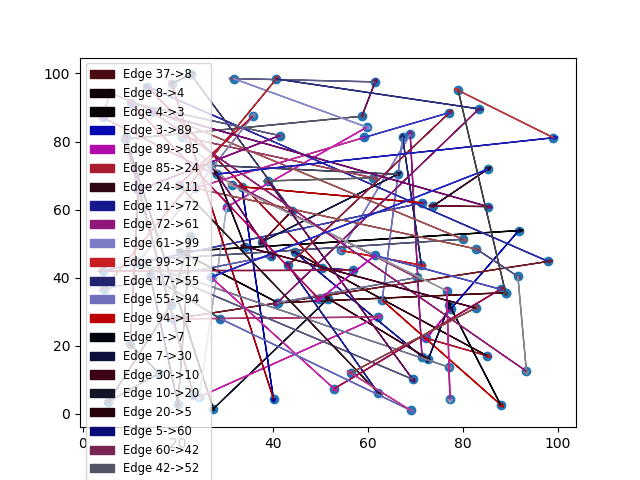 100
80
60
40
20
0
0
20
40
60
80
100
Edge 37->8
Edge 8->4
Edge 4->3
Edge 3->89
Edge 89->85
Edge 85->24
Edge 24->11
Edge 11->72
Edge 72->61
Edge 61->99
Edge 99->17
Edge 17->55
Edge 55->94
Edge 94->1
Edge 1->7
Edge 7->30
Edge 30->10
Edge 10->20
Edge 20->5
Edge 5->60
Edge 60->42
Edge 42->52